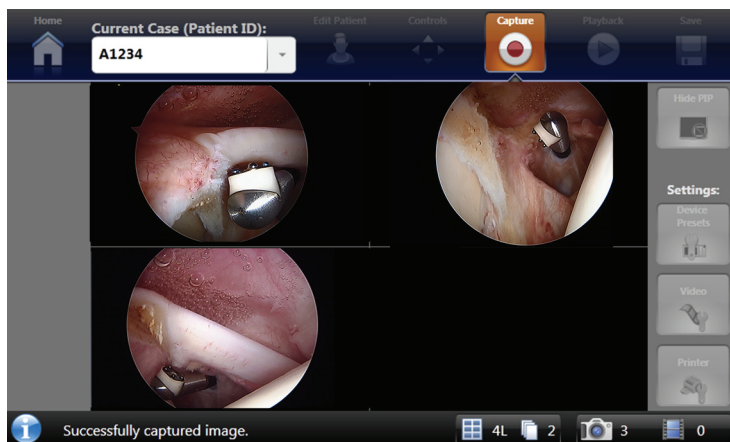 Home
Current Case (Patient ID):
A1234
Edit Patient
Controls
Capture
Playback
Save
Hide PIP
Settings:
Device
Presets
Video
Printer
Successfully captured image.
4L
2
3
0